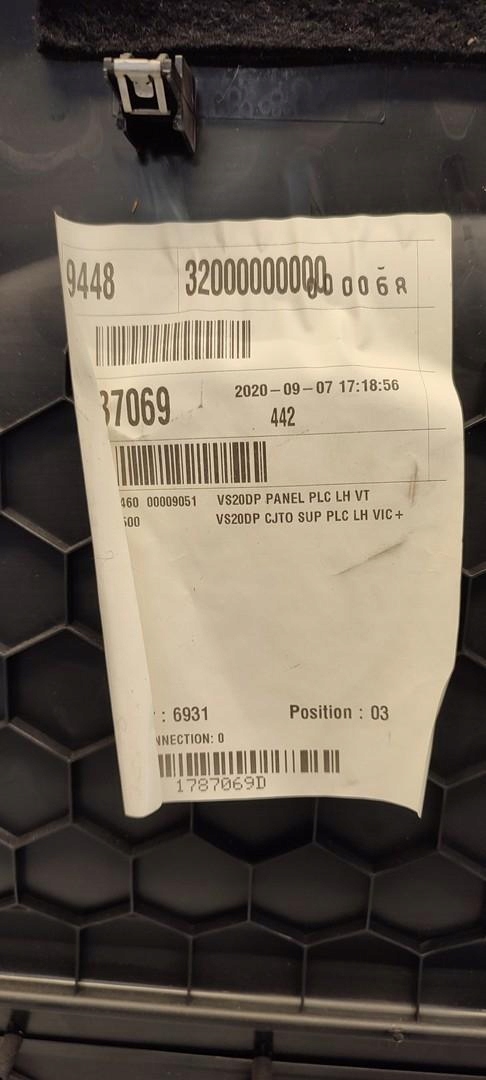 9448 32000000000
000068
37069 2020-09-07 17:18:56
442
460 00009051 VS20DP PANEL PLC LH VT
500 VS20DP CJTO SUP PLC LH VIC+
: 6931 Position : 03
NNECTION: 0
1787069D